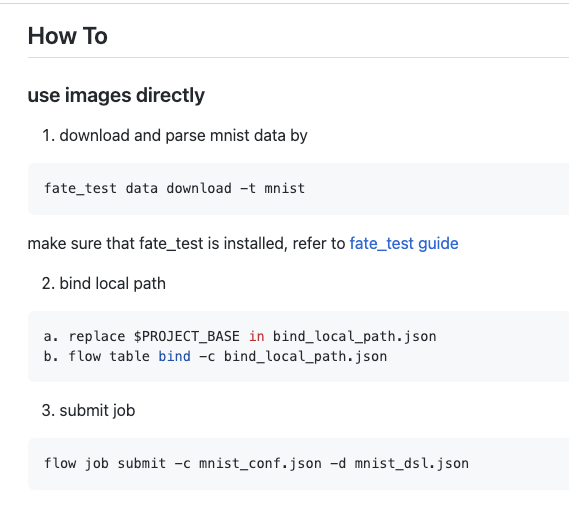 How To
use images directly
1. download and parse mnist data by
fate_test data download -t mnist
make sure that fate_test is installed, refer to fate_test guide
2. bind local path
a. replace $PROJECT_BASE in bind_local_path.json
b. flow table bind -c bind_local_path.json
3. submit job
flow job submit -c mnist_conf.json -d mnist_dsl.json